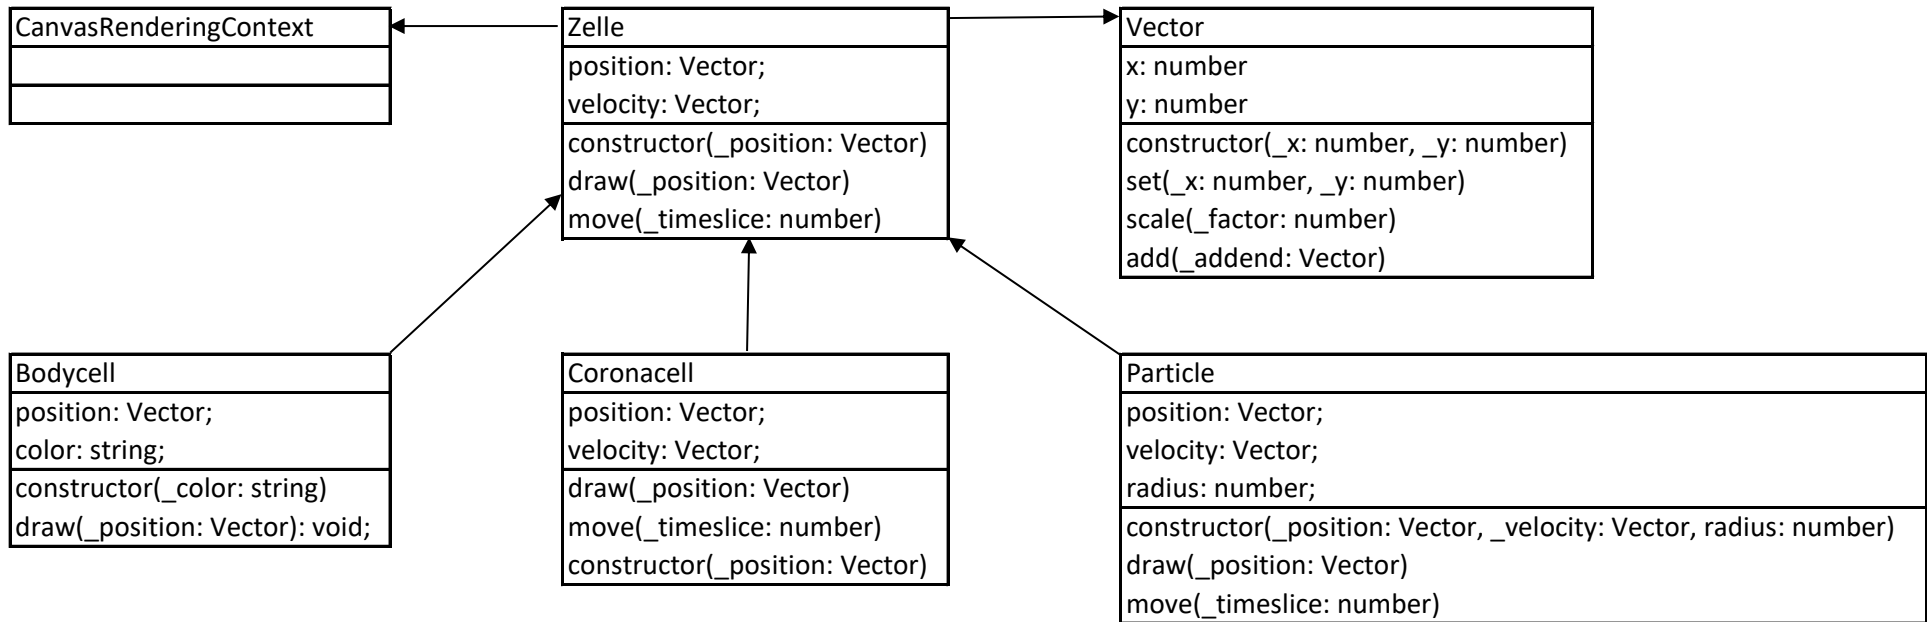 CanvasRenderingContext
Zelle
position: Vector;
velocity: Vector;
constructor(_position: Vector)
draw(_position: Vector)
move(_timeslice: number)
Vector
x: number
y: number
constructor(_x: number, _y: number)
set(_x: number, _y: number)
scale(_factor: number)
add(_addend: Vector)
Bodycell
position: Vector;
color: string;
constructor(_color: string)
draw(_position: Vector): void;
Coronacell
position: Vector;
velocity: Vector;
draw(_position: Vector)
move(_timeslice: number)
constructor(_position: Vector)
Particle
position: Vector;
velocity: Vector;
radius: number;
constructor(_position: Vector, _velocity: Vector, radius: number)
draw(_position: Vector)
move(_timeslice: number)